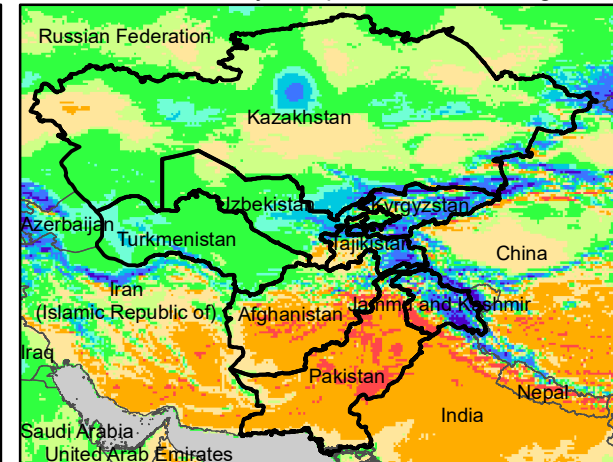 Russian Federation
Kazakhstan
Uzbekistan
Kyrgyzstan
Azerbaijan
Turkmenistan
Tajikistan
China
Iran
(Islamic Republic of)
Afghanistan
Jammu and Kashmir
Iraq
Pakistan
Nepal
India
Saudi Arabia
United Arab Emirates